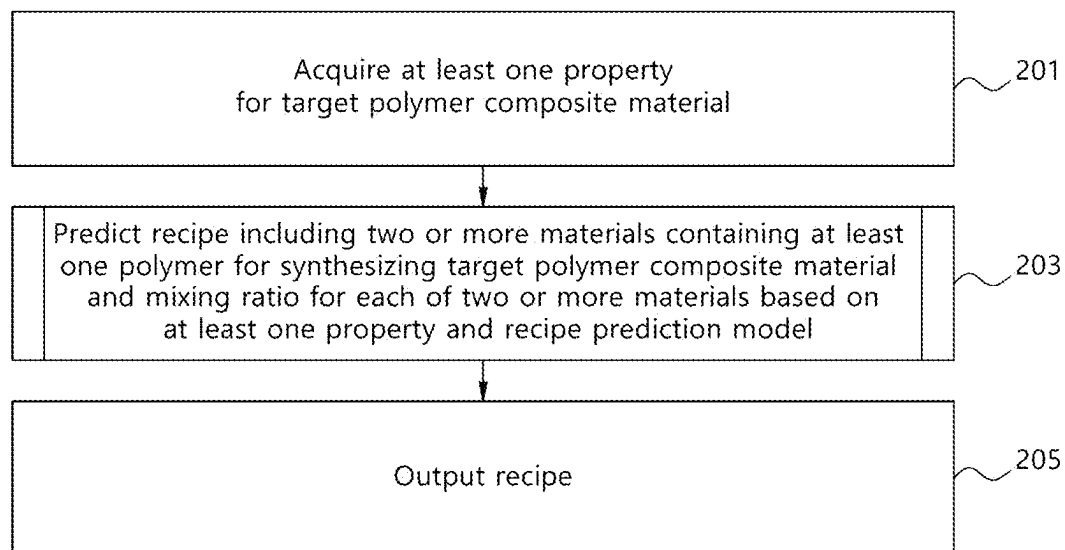 Acquire at least one property
for target polymer composite material
201
Predict recipe including two or more materials containing at least
one polymer for synthesizing target polymer composite material
and mixing ratio for each of two or more materials based on
at least one property and recipe prediction model
203
Output recipe
205